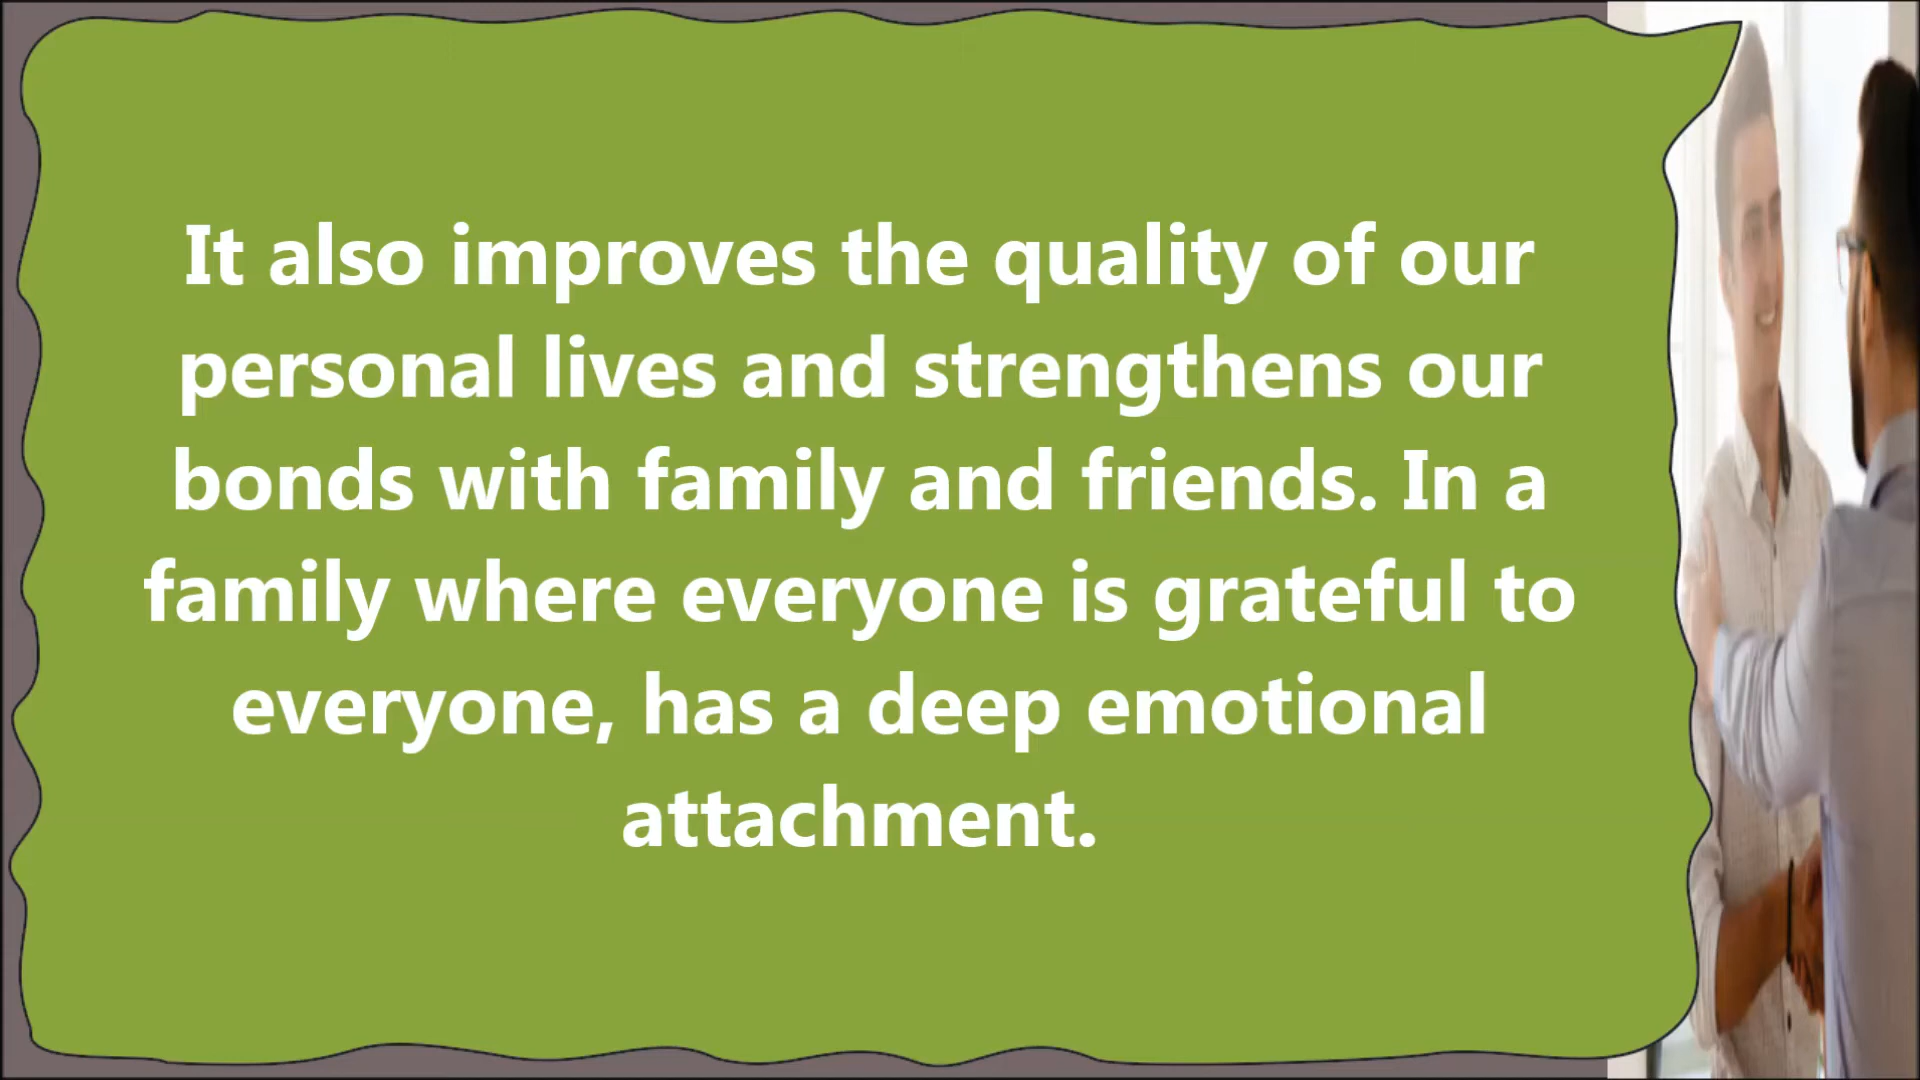 It also improves the quality of our
personal lives and strengthens our
bonds with family and friends. In a
family where everyone is grateful to
everyone, has a deep emotional
attachment.